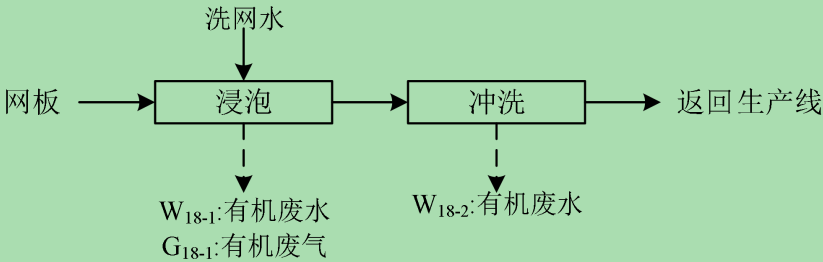 洗网水
网板
浸泡
冲洗
返回生产线
W18-1:有机废水
G18-1:有机废气
W18-2:有机废水